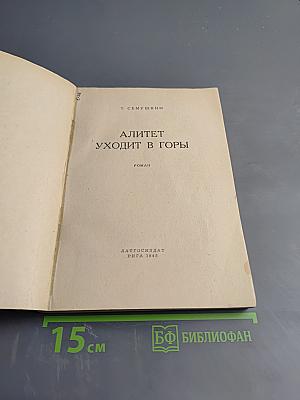 Т. СЕМУШКИН
АЛИТЕТ
УХОДИТ В ГОРЫ
РОМАН
ЛАТГОСИЗДАТ
РИГА 1948
15 см
БФ БИБЛИОФАН